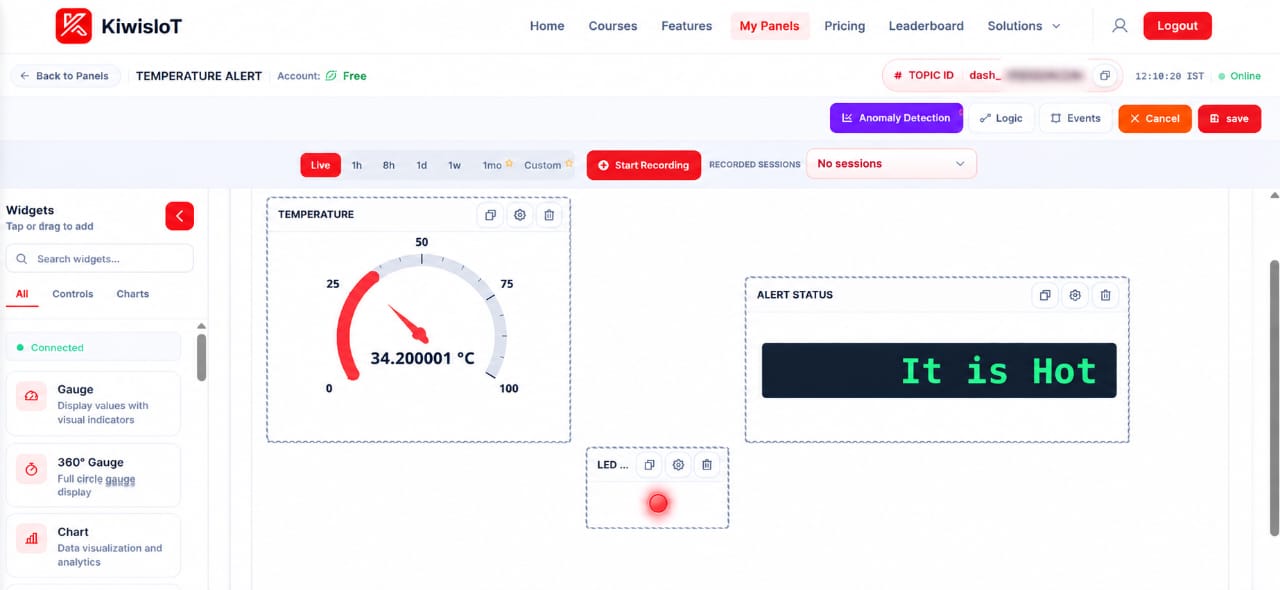 KiwisIoT
Home Courses Features My Panels Pricing Leaderboard Solutions Logout
Back to Panels TEMPERATURE ALERT Account: Free # TOPIC ID dash_ 12:10:20 IST Online
Anomaly Detection Logic Events Cancel save
Live 1h 8h 1d 1w 1mo Custom Start Recording RECORDED SESSIONS No sessions
Widgets
Tap or drag to add
Search widgets...
All Controls Charts
Connected
Gauge
Display values with
visual indicators
360° Gauge
Full circle gauge
display
Chart
Data visualization and
analytics
TEMPERATURE
50
25 75
34.200001 °C
0 100
ALERT STATUS
It is Hot
LED ...